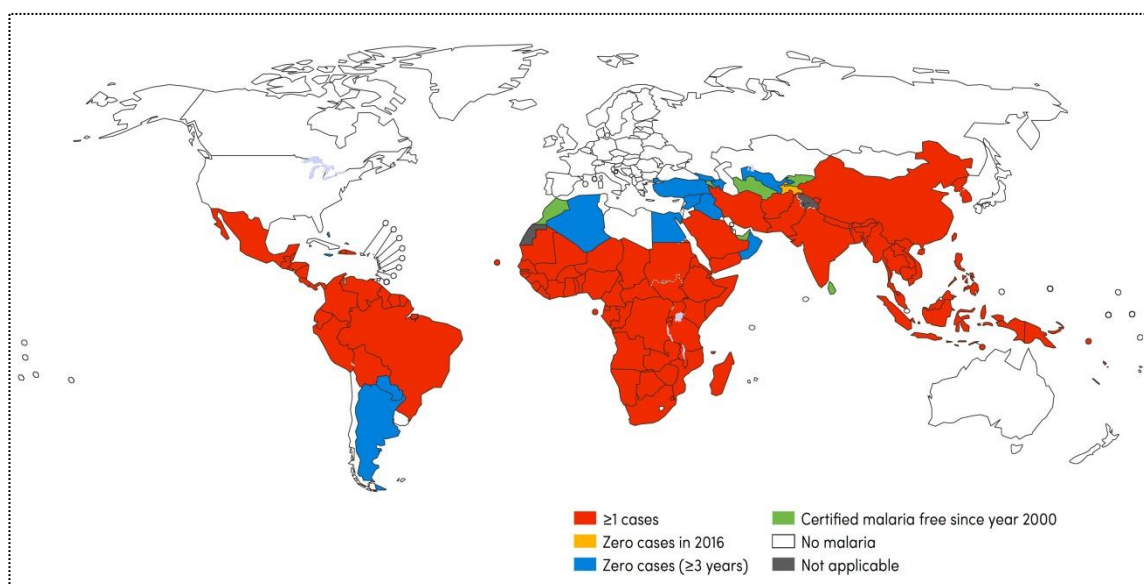 ≥1 cases
Zero cases in 2016
Zero cases (≥3 years)
Certified malaria free since year 2000
No malaria
Not applicable